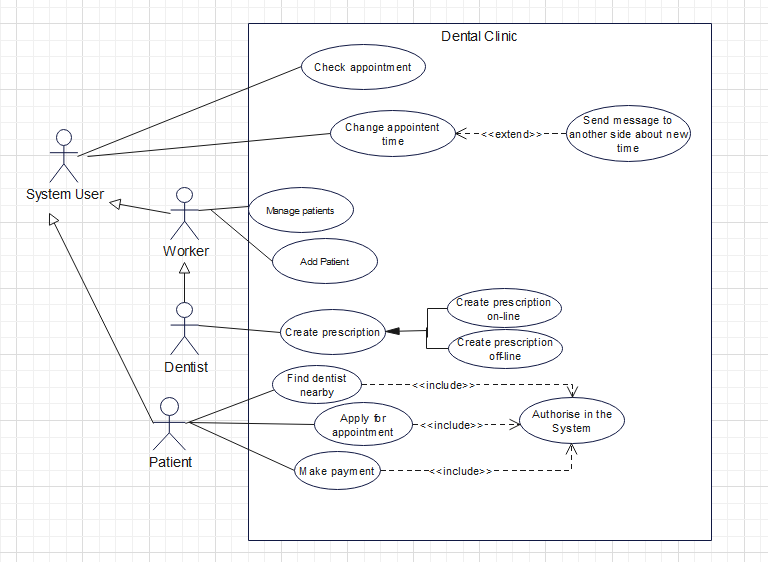 Dental Clinic
Check appointment
Change appointent
time
<<extend>>
Send message to
another side about new
time
System User
Manage patients
Worker
Add Patient
Create prescription
on-line
Create prescription
Create prescription
off-line
Dentist
Find dentist
nearby
<<include>>
Apply for
appointment
<<include>>
Authorise in the
System
Patient
Make payment
<<include>>